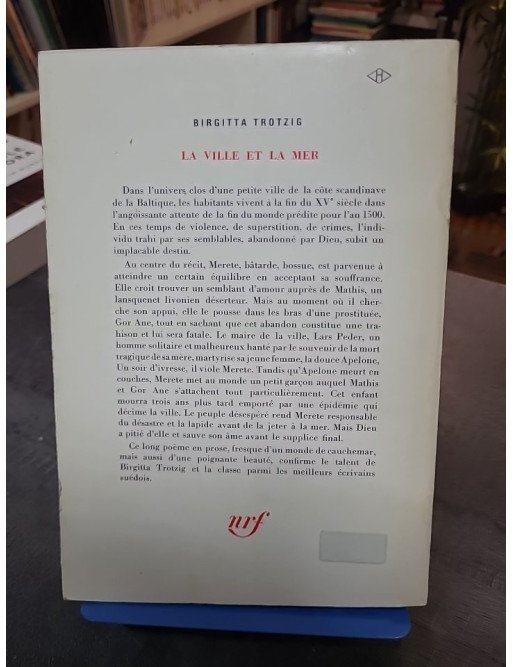 H
BIRGITTA TROTZIG
LA VILLE ET LA MER
Dans l'univers clos d'une petite ville de la côte scandinave
de la Baltique, les habitants vivent à la fin du XVe siècle dans
l'angoissante attente de la fin du monde prédite pour l'an 1500.
En ces temps de violence, de superstition, de crimes, l'indi-
vidu trahi par ses semblables, abandonné par Dieu, subit un
implacable destin.
Au centre du récit, Merete, bâtarde, bossue, est parvenue à
atteindre un certain équilibre en acceptant sa souffrance.
Elle croit trouver un semblant d'amour auprès de Mathis, un
lansquenet livonien déserteur. Mais au moment où il cher-
che son appui, elle le pousse dans les bras d'une prostituée,
Gor Ane, tout en sachant que cet abandon constitue une tra-
hison et lui sera fatale. Le maire de la ville, Lars Peder, un
homme solitaire et malheureux hanté par le souvenir de la mort
tragique de sa mère, martyrise sa jeune femme, la douce Apelone.
Un soir d'ivresse, il viole Merete. Tandis qu'Apelone meurt en
couches, Merete met au monde un petit garçon auquel Mathis
et Gor Ane s'attachent tout particulièrement. Cet enfant
mourra trois ans plus tard emporté par une épidémie qui
décime la ville. Le peuple désespéré rend Merete responsable
du désastre et la lapide avant de la jeter à la mer. Mais Dieu
a pitié d'elle et sauve son âme avant le supplice final.
Ce long poème en prose, fresque d'un monde de cauchemar,
mais aussi d'une poignante beauté, confirme le talent de
Birgitta Trotzig et la classe parmi les meilleurs écrivains
suédois.
nrf